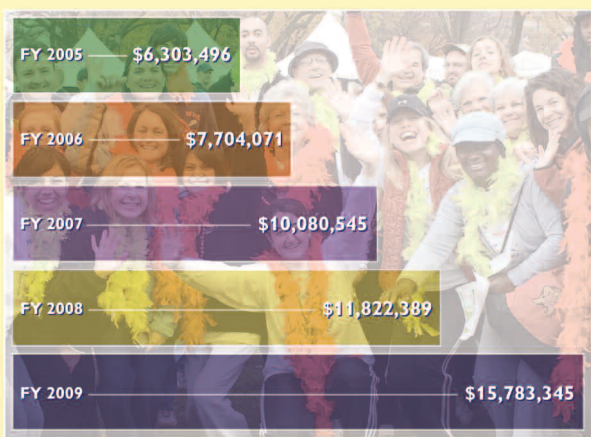 FY 2005 $6,303,496
FY 2006 $7,704,071
FY 2007 $10,080,545
FY 2008 $11,822,389
FY 2009 $15,783,345